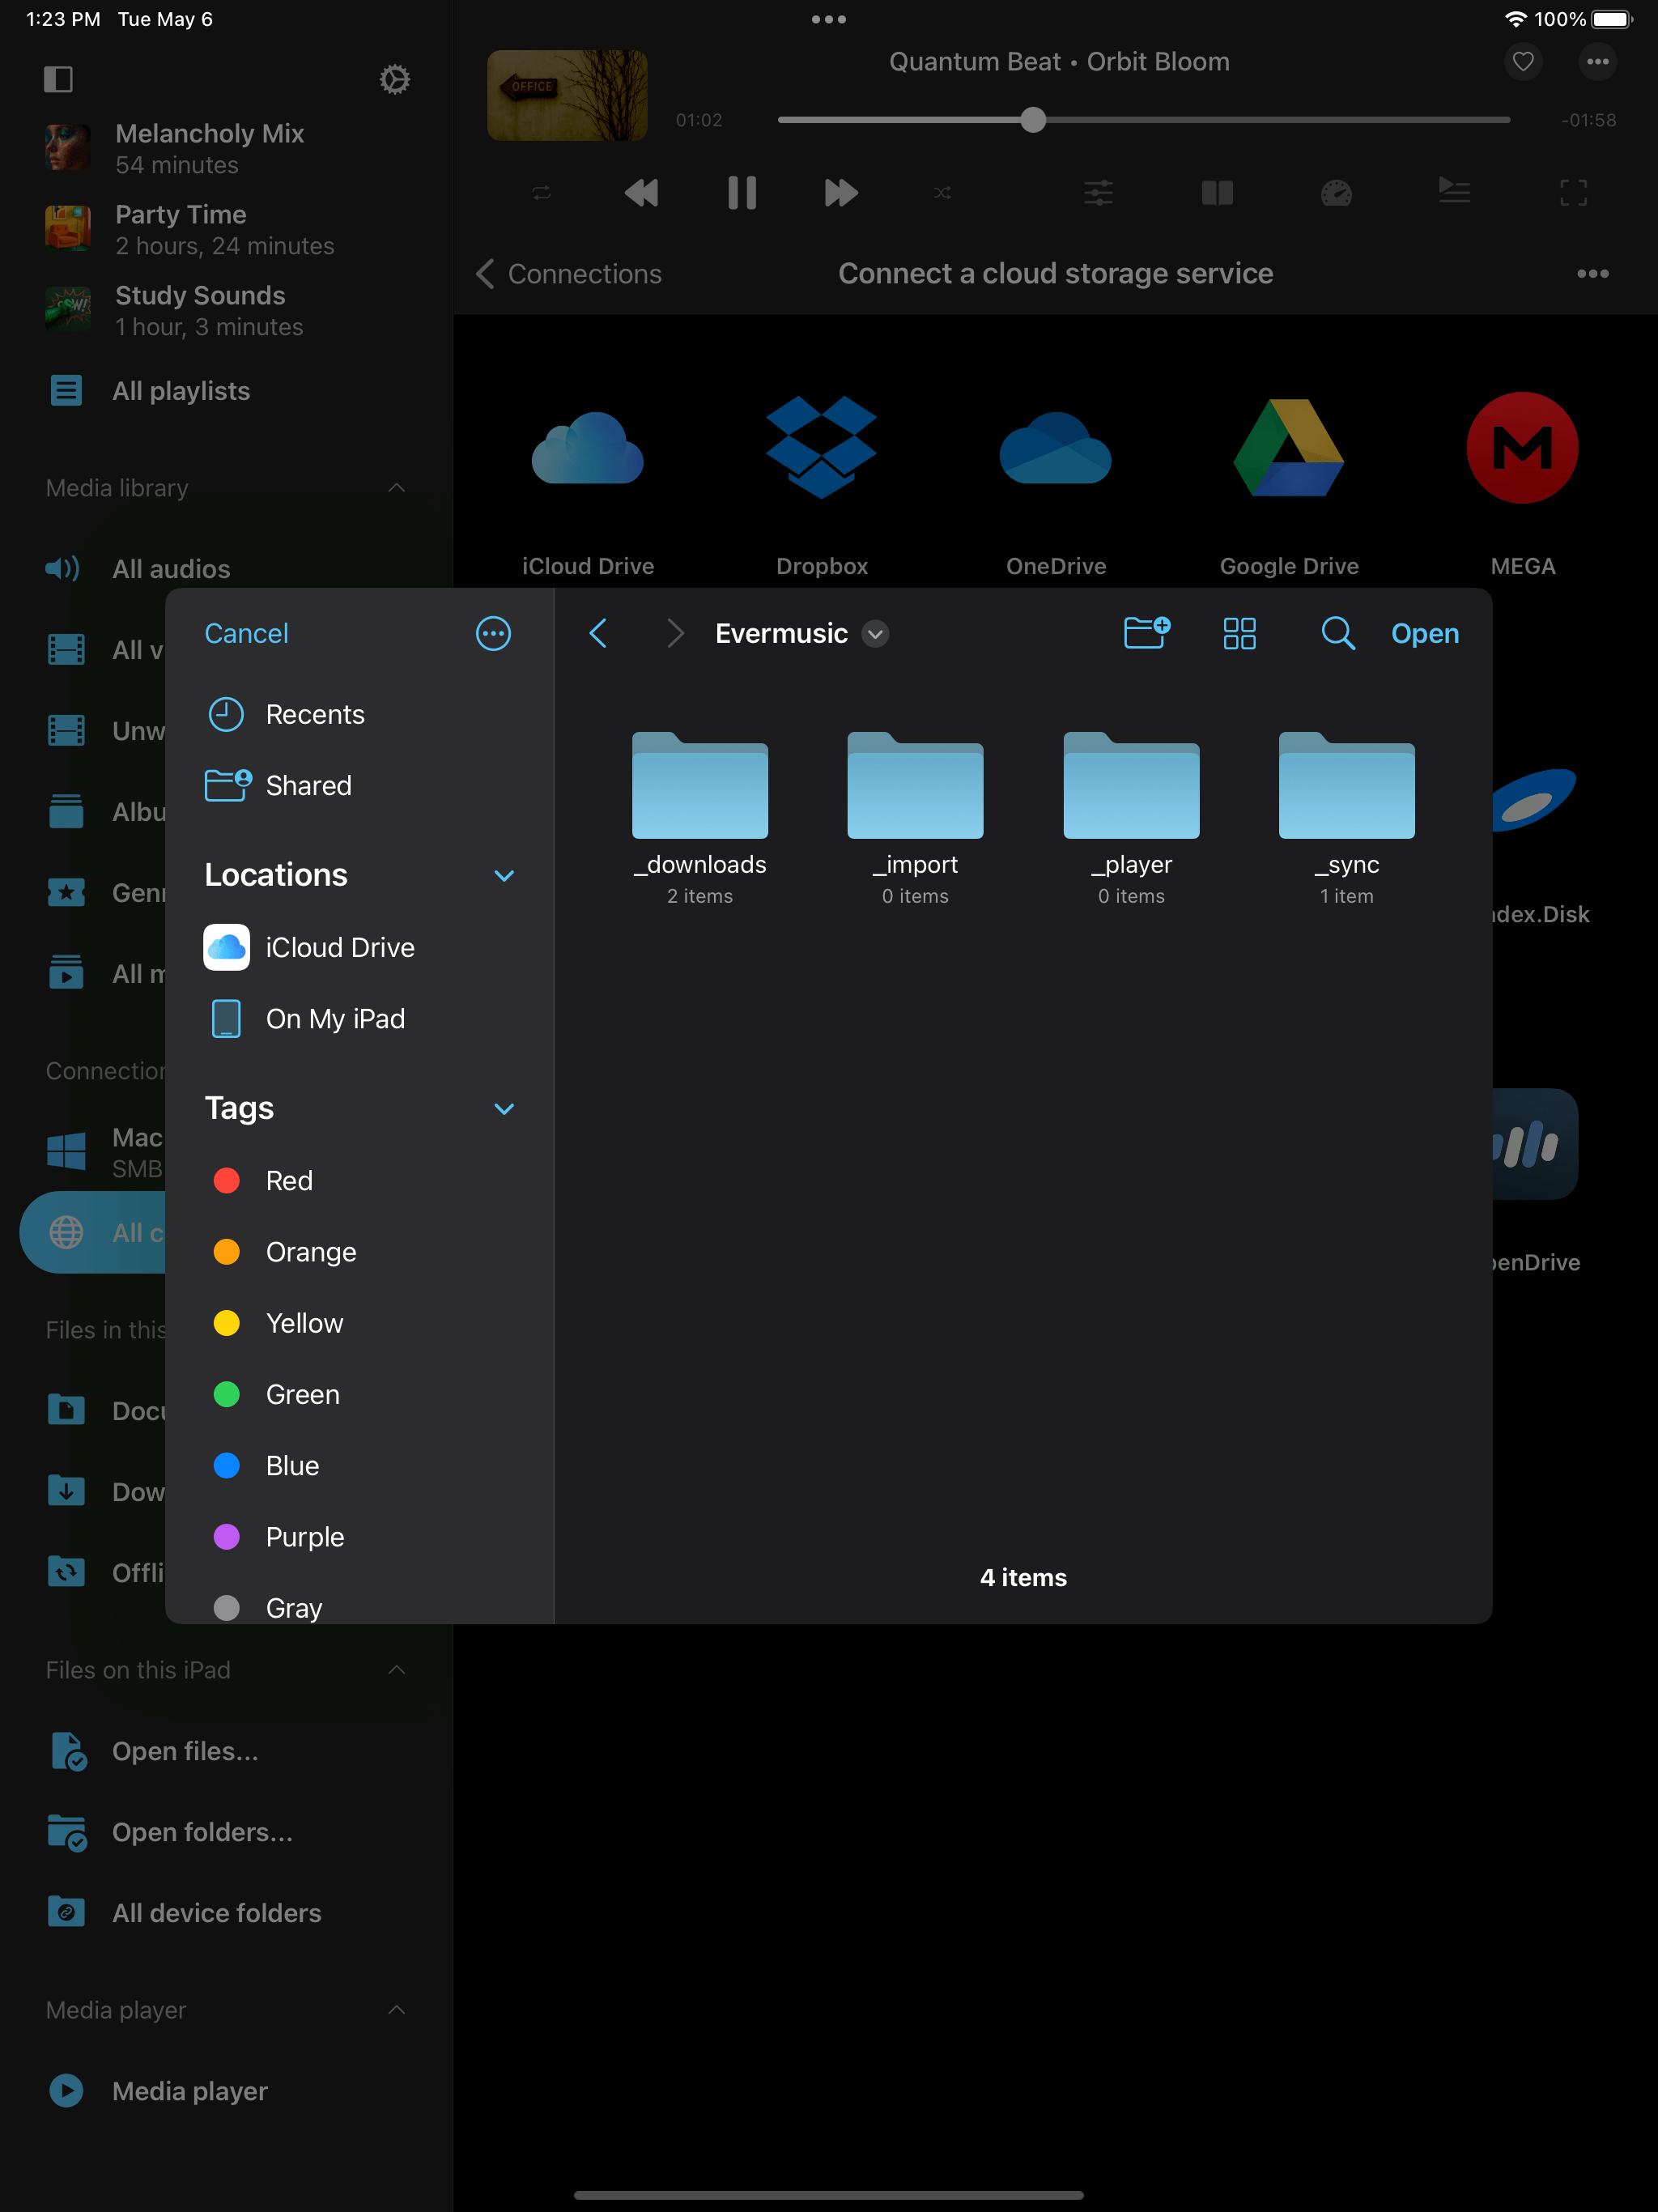 1:23 PM Tue May 6
100%
Melancholy Mix
54 minutes
Party Time
2 hours, 24 minutes
Study Sounds
1 hour, 3 minutes
All playlists
Media library
All audios
All v
Unw
Albu
Genr
All m
Connection
Mac
SMB
All c
Files in this
Docu
Dow
Offli
Files on this iPad
Open files...
Open folders...
All device folders
Media player
Media player
OFFICE
Quantum Beat • Orbit Bloom
01:02
-01:58
Connections
Connect a cloud storage service
iCloud Drive
Dropbox
OneDrive
Google Drive
MEGA
ndex.Disk
penDrive
Cancel
Recents
Shared
Locations
iCloud Drive
On My iPad
Tags
Red
Orange
Yellow
Green
Blue
Purple
Gray
Evermusic
Open
_downloads
2 items
_import
0 items
_player
0 items
_sync
1 item
4 items